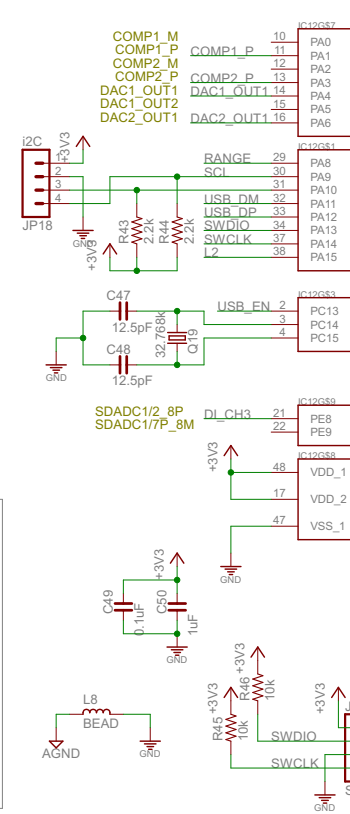 IC12G$7
COMP1_M 10 PA0
COMP1_P COMP1_P 11 PA1
COMP2_M 12 PA2
COMP2_P COMP2_P 13 PA3
DAC1_OUT1 DAC1_OUT1 14 PA4
DAC1_OUT2 15 PA5
DAC2_OUT1 DAC2_OUT1 16 PA6
i2C +3V3 IC12G$1
1 RANGE 29 PA8
2 SCL 30 PA9
3 31 PA10
4 USB_DM 32 PA11
JP18 USB_DP 33 PA12
GND R43 2.2k R44 2.2k SWDIO 34 PA13
+3V3 SWCLK 37 PA14
L2 38 PA15
IC12G$3
C47 USB_EN 2 PC13
12.5pF 32.768k 3 PC14
C48 Q19 4 PC15
12.5pF
GND
IC12G$9
SDADC1/2_8P DI_CH3 21 PE8
SDADC1/7P_8M 22 PE9
IC12G$8
+3V3 48 VDD_1
17 VDD_2
47 VSS_1
GND
+3V3
C49 0.1uF C50 1uF
GND
L8 BEAD
AGND GND
+3V3 R46 10k
+3V3 R45 10k +3V3
SWDIO
SWCLK
GND